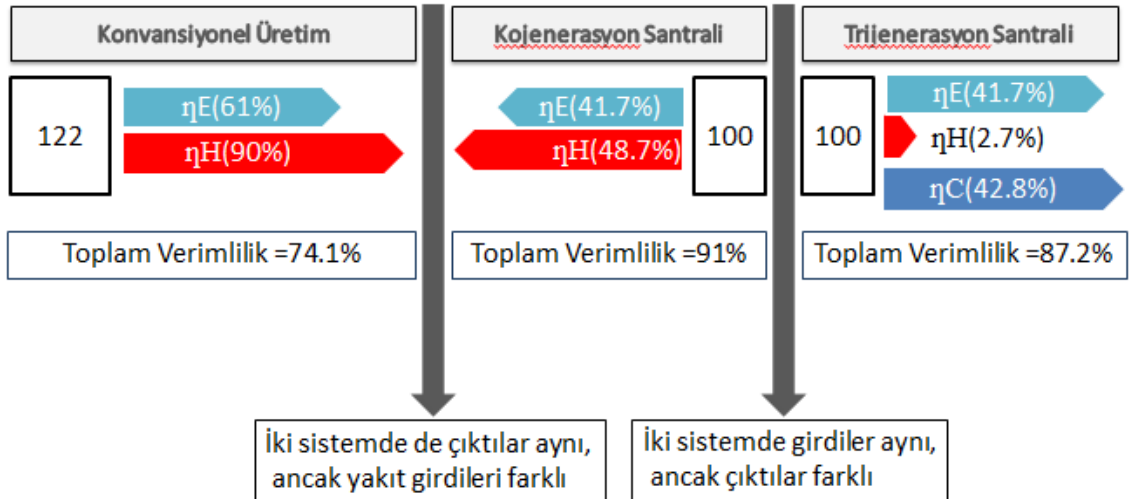 Konvansiyonel Üretim
Kojenerasyon Santrali
Trijenerasyon Santrali
122
ηE(61%)
ηH(90%)
ηE(41.7%)
ηH(48.7%)
100
100
ηE(41.7%)
ηH(2.7%)
ηC(42.8%)
Toplam Verimlilik =74.1%
Toplam Verimlilik =91%
Toplam Verimlilik =87.2%
İki sistemde de çıktılar aynı,
ancak yakıt girdileri farklı
İki sistemde girdiler aynı,
ancak çıktılar farklı